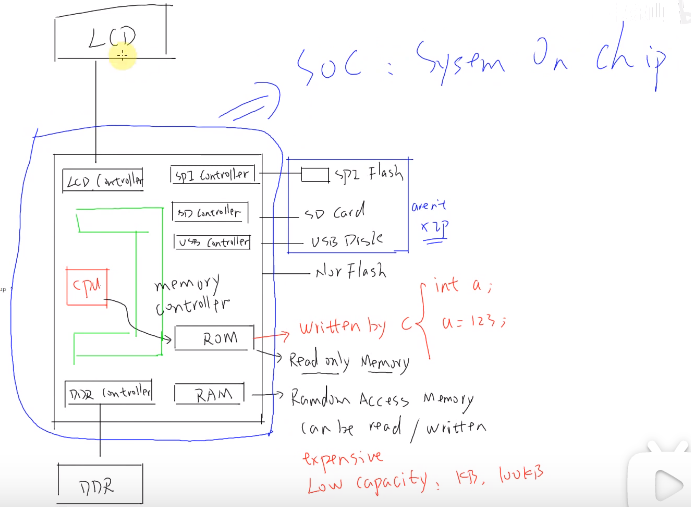 LCD
SOC : Sysem On chip
LCD Controller
SPI Controller
SPI Flash
SD Controller
SD Card
USB Controller
USB Diskle
aren't
XIP
Nor Flash
CPU
memory
controller
int a;
a = 123;
ROM
written by C
Read only Memory
DDR Controller
RAM
Ramdom Access Memory
can be read / written
expensive
Low capacity: KB, 100KB
DDR